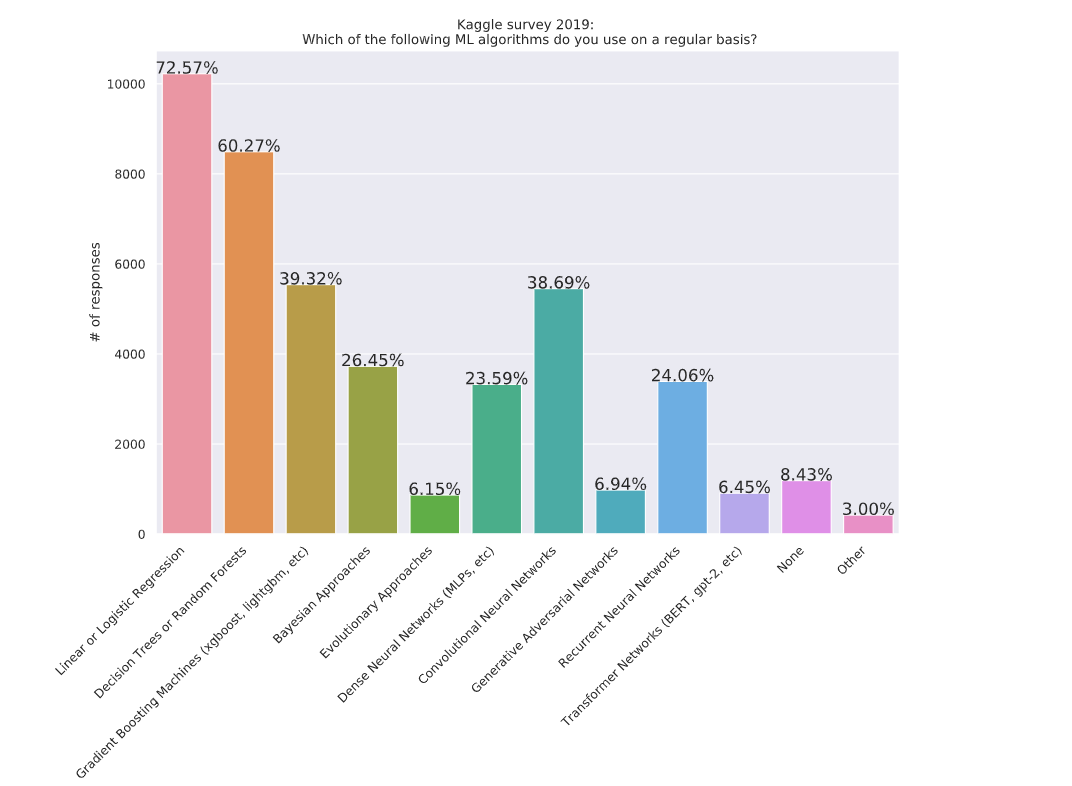 Kaggle survey 2019:
Which of the following ML algorithms do you use on a regular basis?
# of responses
10000
8000
6000
4000
2000
0
72.57%
60.27%
39.32%
26.45%
6.15%
23.59%
38.69%
6.94%
24.06%
6.45%
8.43%
3.00%
Linear or Logistic Regression
Decision Trees or Random Forests
Gradient Boosting Machines (xgboost, lightgbm, etc)
Bayesian Approaches
Evolutionary Approaches
Dense Neural Networks (MLPs, etc)
Convolutional Neural Networks
Generative Adversarial Networks
Recurrent Neural Networks
Transformer Networks (BERT, gpt-2, etc)
None
Other